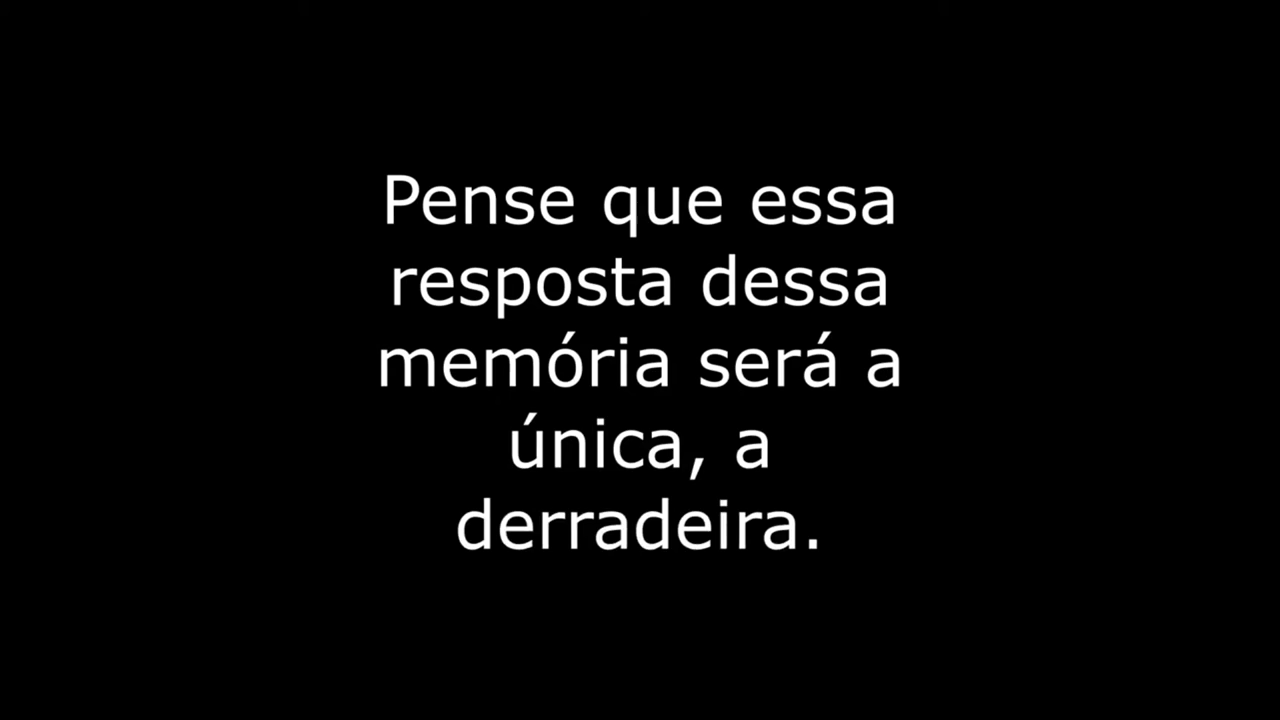 Pense que essa
resposta dessa
memória será a
única, a
derradeira.